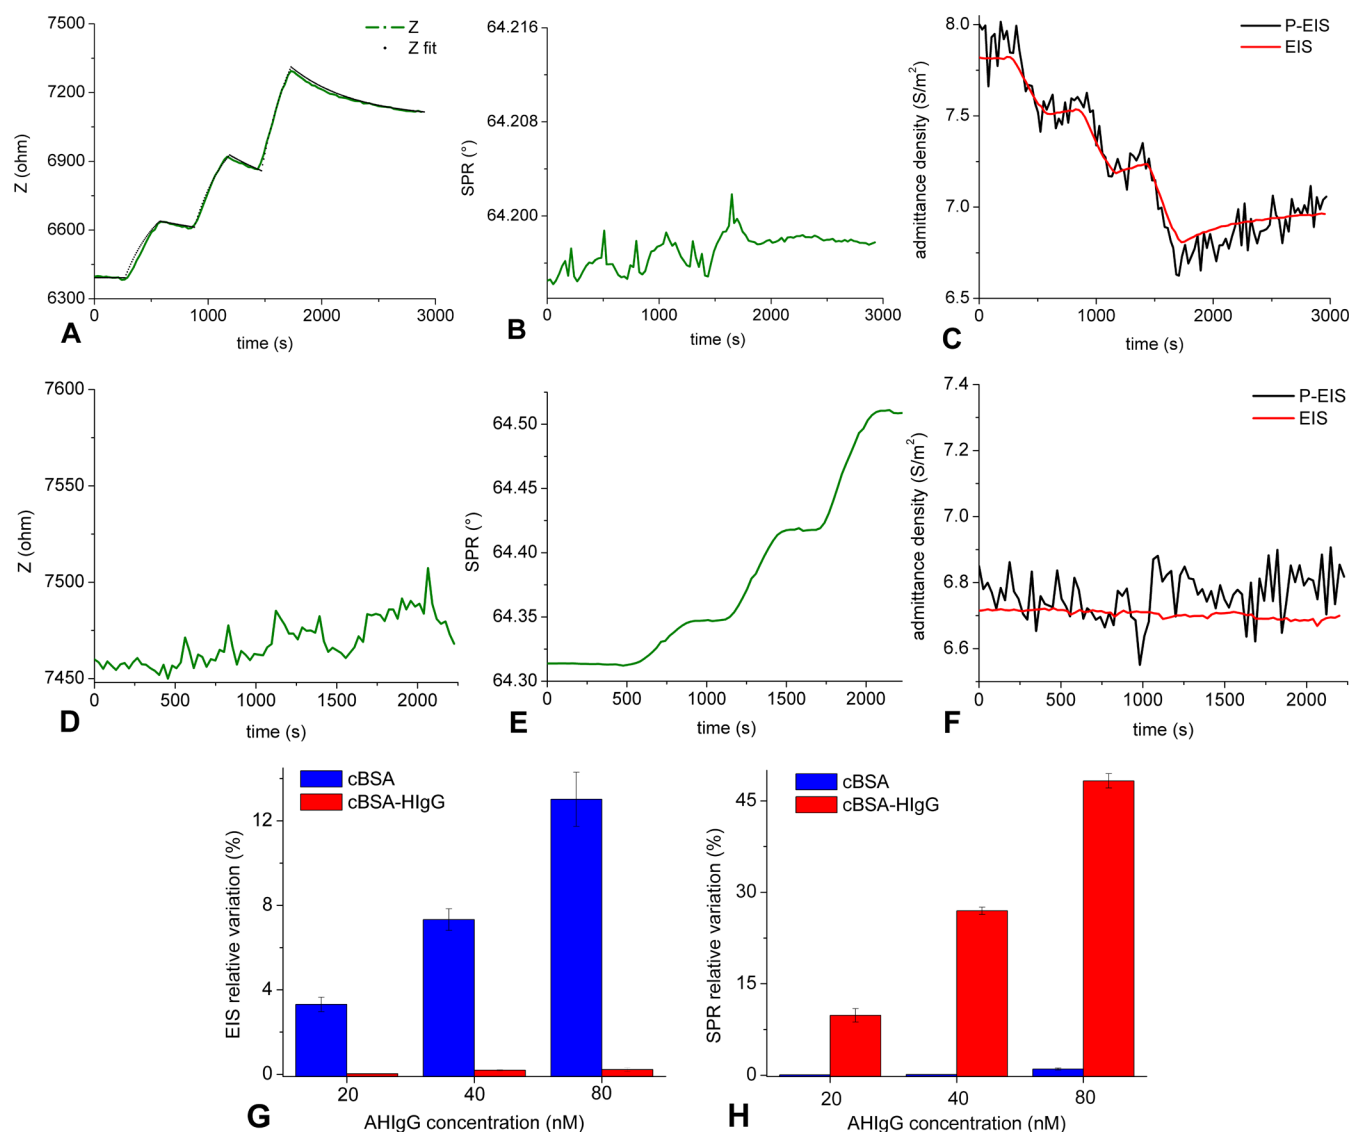 7500
7200
6900
6600
6300
0
1000
2000
3000
Z (ohm)
time (s)
Z
Z fit
A
64.216
64.208
64.200
0
1000
2000
3000
SPR (°)
time (s)
B
8.0
7.5
7.0
6.5
0
1000
2000
3000
admittance density (S/m²)
time (s)
P-EIS
EIS
C
7600
7550
7500
7450
0
500
1000
1500
2000
Z (ohm)
time (s)
D
64.50
64.45
64.40
64.35
64.30
0
500
1000
1500
2000
SPR (°)
time (s)
E
7.4
7.2
7.0
6.8
6.6
0
500
1000
1500
2000
admittance density (S/m²)
time (s)
P-EIS
EIS
F
12
8
4
0
20
40
80
EIS relative variation (%)
AHIgG concentration (nM)
cBSA
cBSA-HIgG
G
45
30
15
0
20
40
80
SPR relative variation (%)
AHIgG concentration (nM)
cBSA
cBSA-HIgG
H